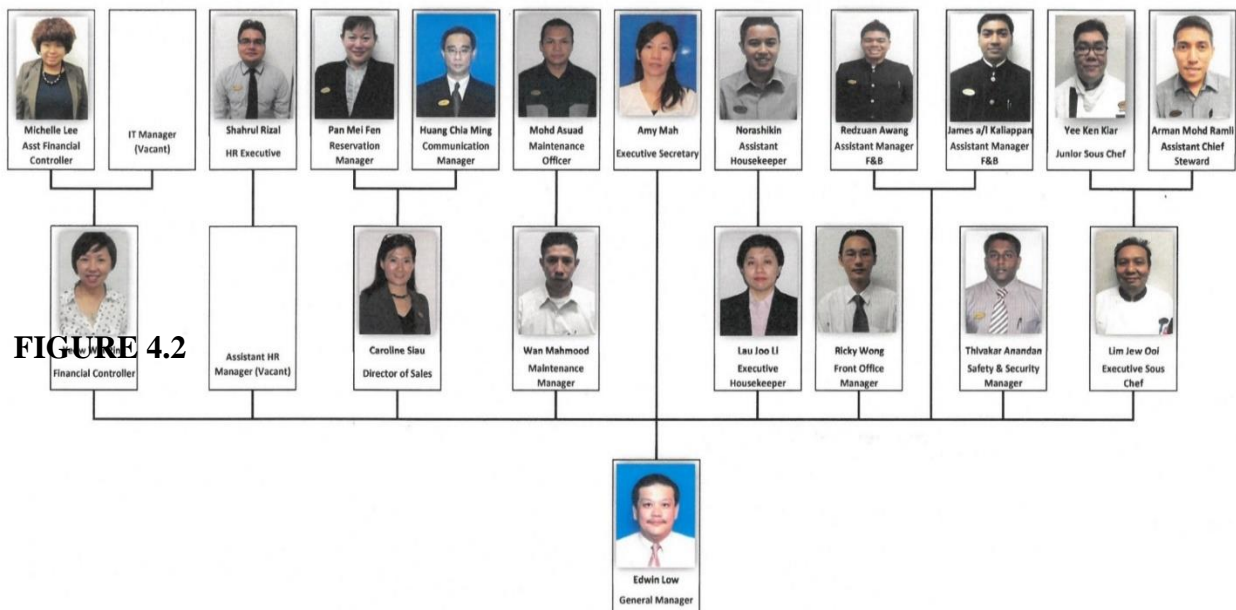 Michelle Lee
Asst Financial
Controller
IT Manager
(Vacant)
Shahrul Rizal
HR Executive
Pan Mei Fen
Reservation
Manager
Huang Chia Ming
Communication
Manager
Mohd Asuad
Maintenance
Officer
Amy Mah
Executive Secretary
Norashikin
Assistant
Housekeeper
Redzuan Awang
Assistant Manager
F&B
James a/l Kaliappan
Assistant Manager
F&B
Yee Ken Kiar
Junior Sous Chef
Arman Mohd Ramli
Assistant Chief
Steward
FIGURE 4.2
Financial Controller
Assistant HR
Manager (Vacant)
Caroline Siau
Director of Sales
Wan Mahmood
Maintenance
Manager
Lau Joo Li
Executive
Housekeeper
Ricky Wong
Front Office
Manager
Thivakar Anandan
Safety & Security
Manager
Lim Jew Ooi
Executive Sous
Chef
Edwin Low
General Manager